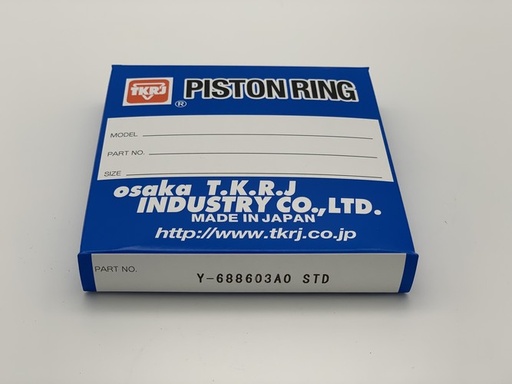 TKRJ ® PISTON RING
MODEL
PART NO.
SIZE
osaka T.K.R.J
INDUSTRY CO.,LTD.
MADE IN JAPAN
http://www.tkrj.co.jp
PART NO. Y-688603A0 STD